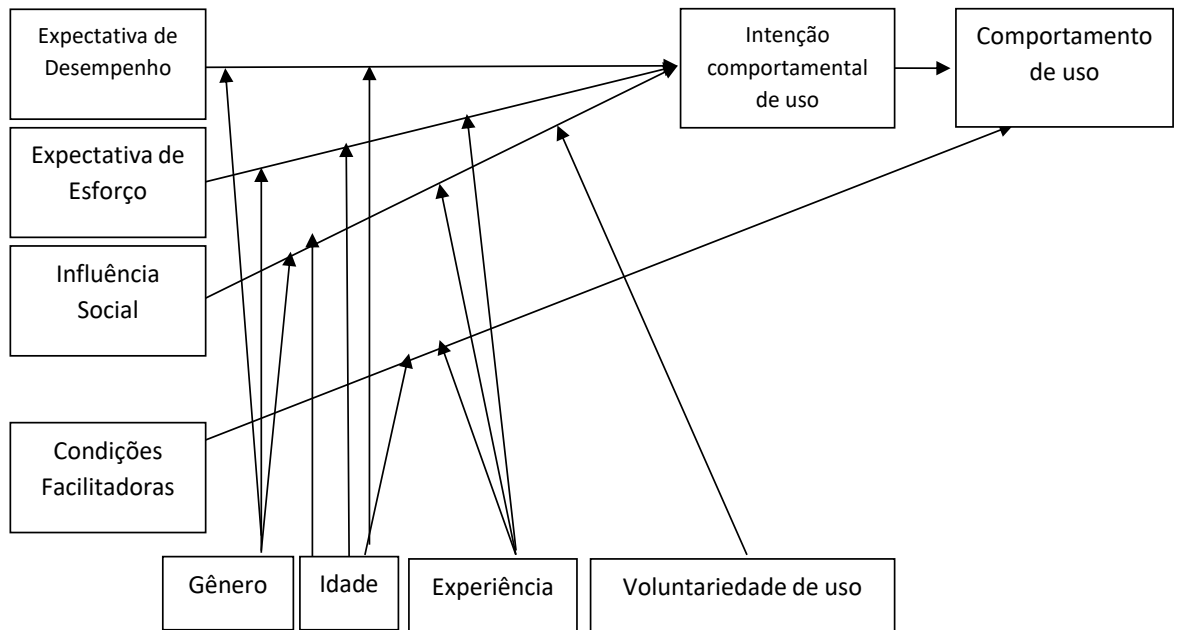 Expectativa de
Desempenho
Intenção
comportamental
de uso
Comportamento
de uso
Expectativa de
Esforço
Influência
Social
Condições
Facilitadoras
Gênero
Idade
Experiência
Voluntariedade de uso